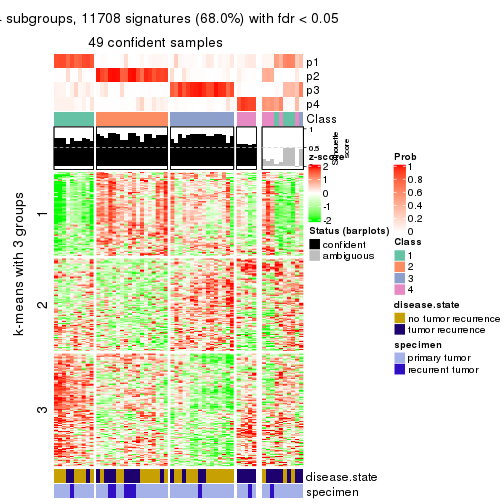 subgroups, 11708 signatures (68.0%) with fdr < 0.05
49 confident samples
p1
p2
p3
p4
Class
1
0.5
0
Silhouette
score
z-score
2
1
0
-1
-2
Status (barplots)
confident
ambiguous
Prob
1
0.8
0.6
0.4
0.2
0
Class
1
2
3
4
disease.state
no tumor recurrence
tumor recurrence
specimen
primary tumor
recurrent tumor
k-means with 3 groups
1
2
3
disease.state
specimen